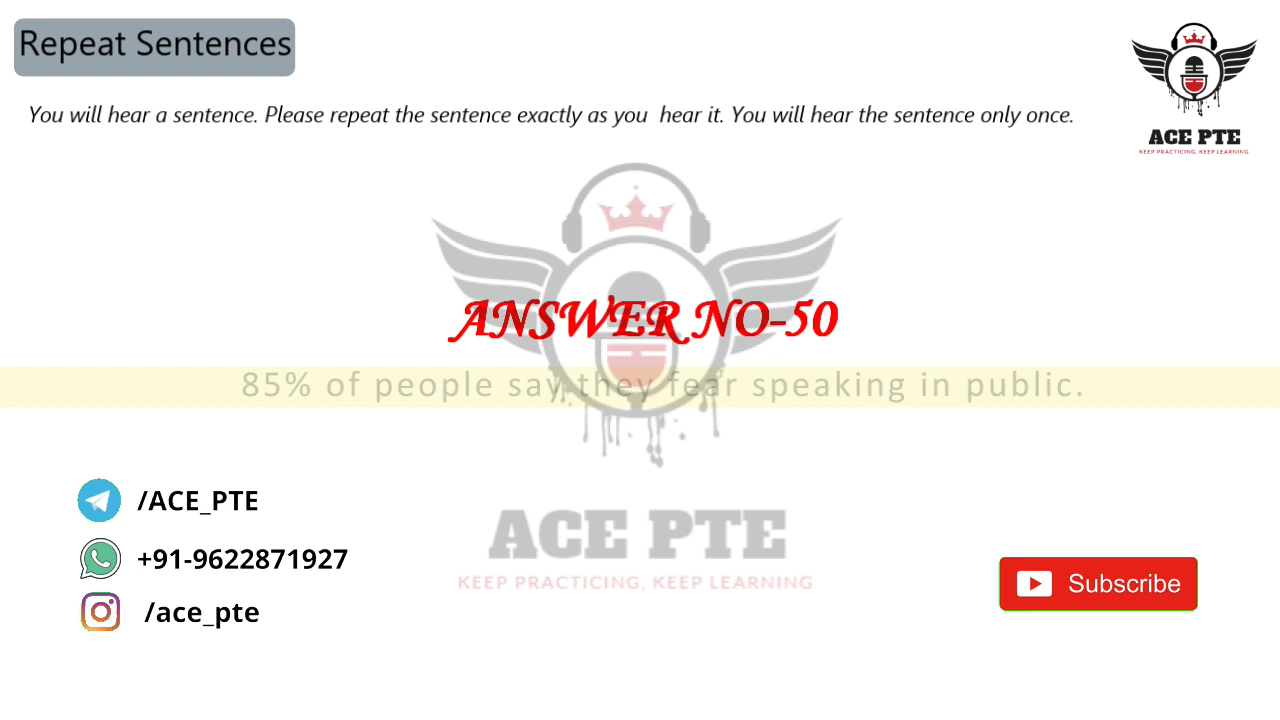 Repeat Sentences
You will hear a sentence. Please repeat the sentence exactly as you hear it. You will hear the sentence only once.
ACE PTE
KEEP PRACTICING, KEEP LEARNING
ANSWER NO-50
85% of people say they fear speaking in public.
/ACE_PTE
+91-9622871927
/ace_pte
ACE PTE
KEEP PRACTICING, KEEP LEARNING
Subscribe